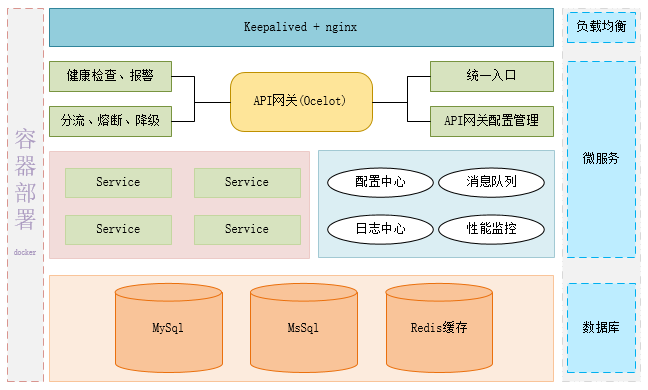 Keepalived + nginx
负载均衡
健康检查、报警
API网关(Ocelot)
统一入口
分流、熔断、降级
API网关配置管理
容器部署
docker
微服务
Service
Service
配置中心
消息队列
Service
Service
日志中心
性能监控
MySql
MsSql
Redis缓存
数据库